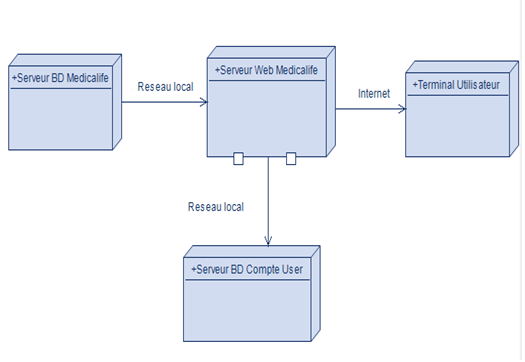 +Serveur BD Medicalife
Reseau local
+Serveur Web Medicalife
Internet
+Terminal Utilisateur
Reseau local
+Serveur BD Compte User